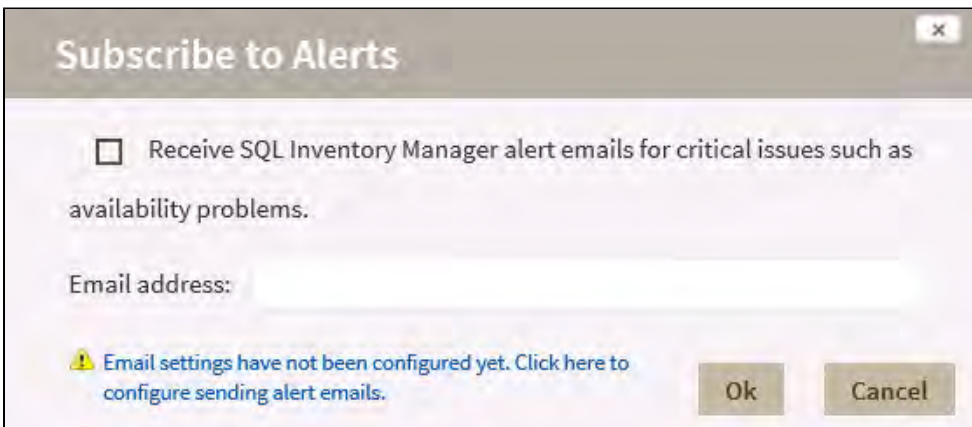 Subscribe to Alerts
Receive SQL Inventory Manager alert emails for critical issues such as
availability problems.
Email address:
Email settings have not been configured yet. Click here to
configure sending alert emails.
Ok
Cancel